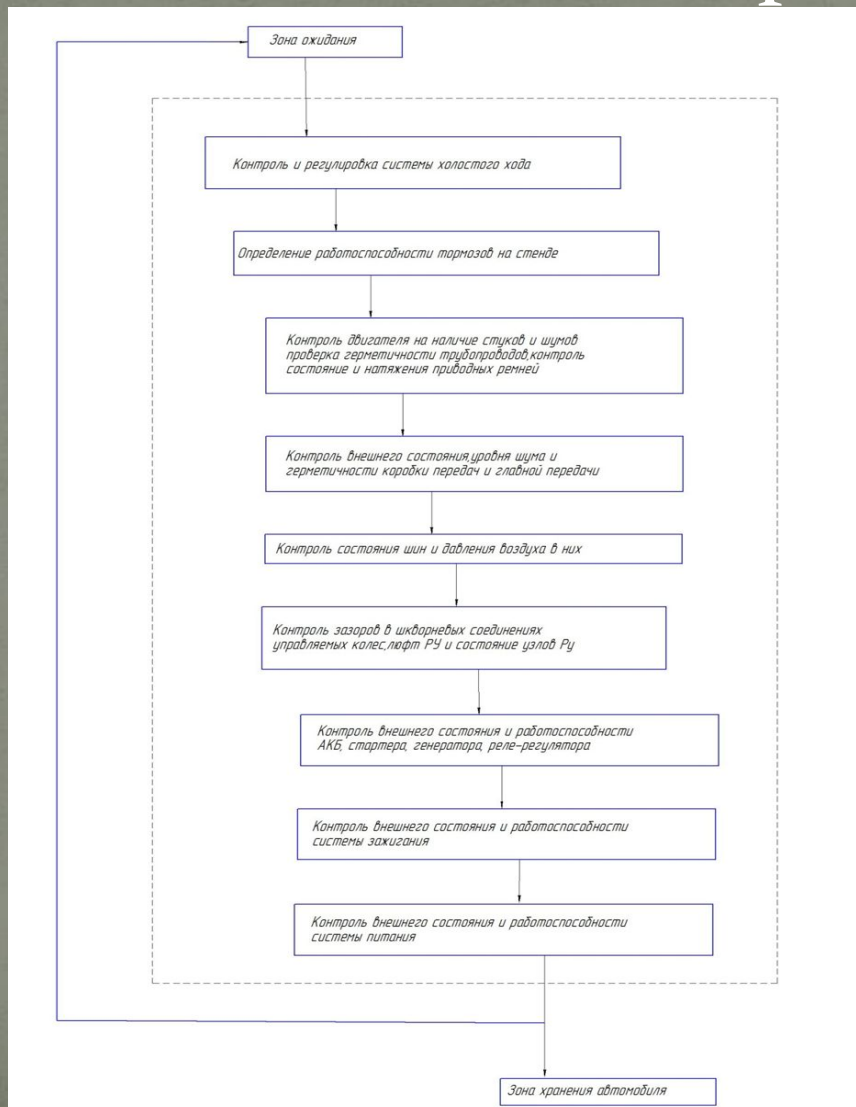 Зона ожидания
Контроль и регулировка системы холостого хода
Определение работоспособности тормозов на стенде
Контроль двигателя на наличие стуков и шумов
проверка герметичности трубопроводов,контроль
состояние и натяжения приводных ремней
Контроль внешнего состояния,уровня шума и
герметичности коробки передач и главной передачи
Контроль состояния шин и давления воздуха в них
Контроль зазоров в шкворневых соединениях
управляемых колес,люфт РУ и состояние узлов Ру
Контроль внешнего состояния и работоспособности
АКБ, стартера, генератора, реле-регулятора
Контроль внешнего состояния и работоспособности
системы зажигания
Контроль внешнего состояния и работоспособности
системы питания
Зона хранения автомобиля